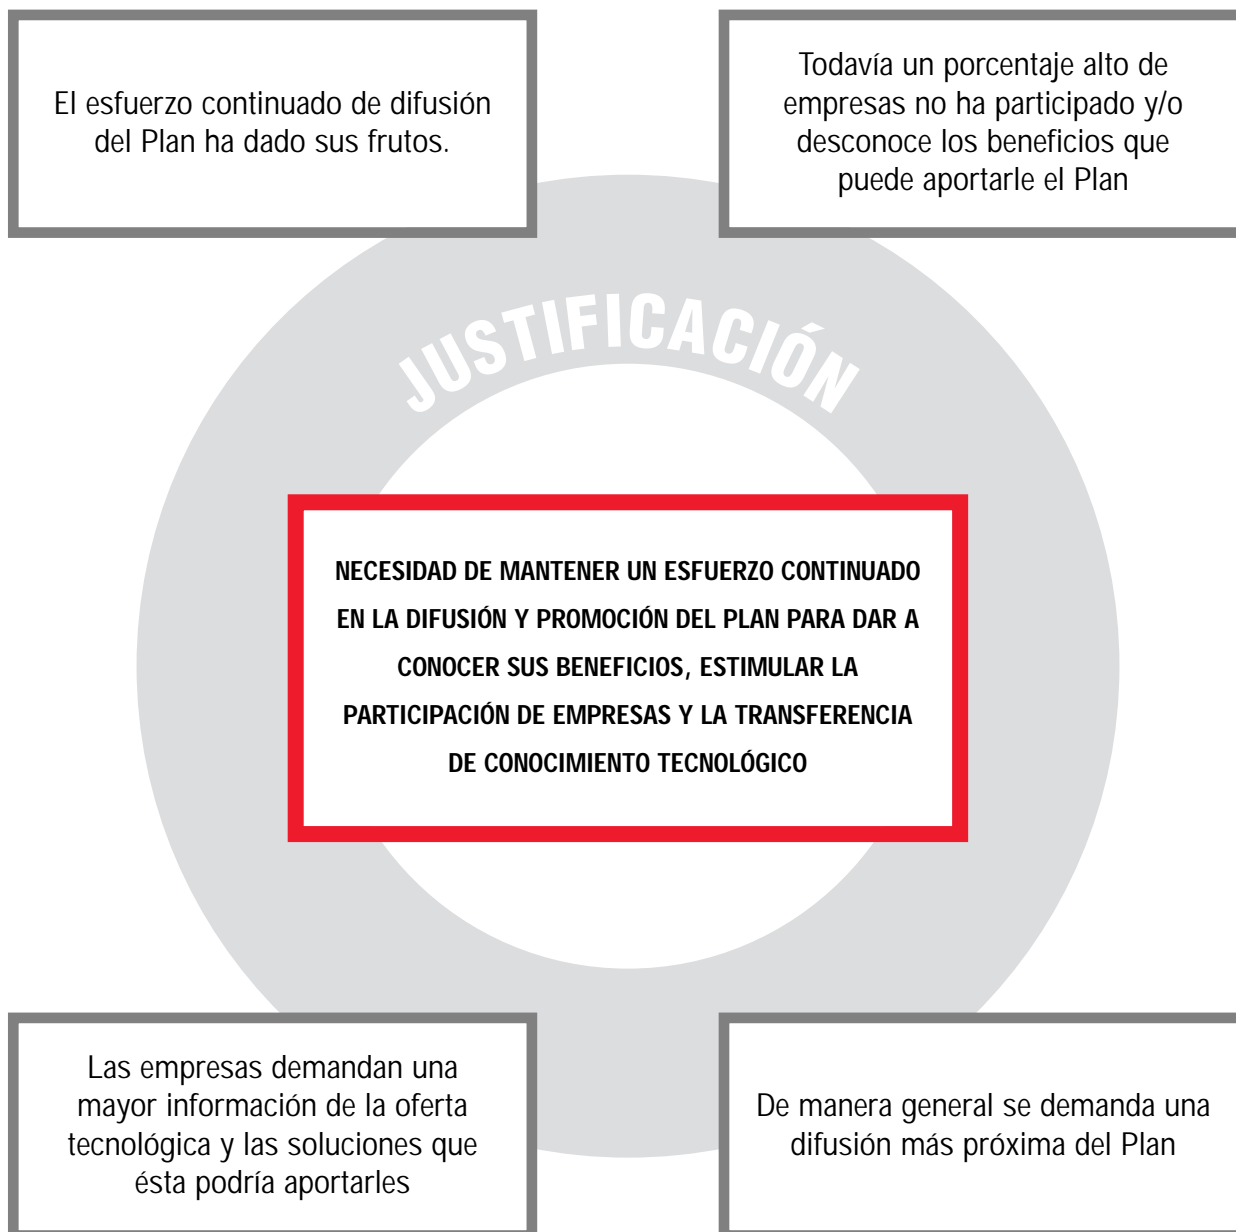 El esfuerzo continuado de difusión
del Plan ha dado sus frutos.
Todavía un porcentaje alto de
empresas no ha participado y/o
desconoce los beneficios que
puede aportarle el Plan
JUSTIFICACIÓN
NECESIDAD DE MANTENER UN ESFUERZO CONTINUADO
EN LA DIFUSIÓN Y PROMOCIÓN DEL PLAN PARA DAR A
CONOCER SUS BENEFICIOS, ESTIMULAR LA
PARTICIPACIÓN DE EMPRESAS Y LA TRANSFERENCIA
DE CONOCIMIENTO TECNOLÓGICO
Las empresas demandan una
mayor información de la oferta
tecnológica y las soluciones que
ésta podría aportarles
De manera general se demanda una
difusión más próxima del Plan